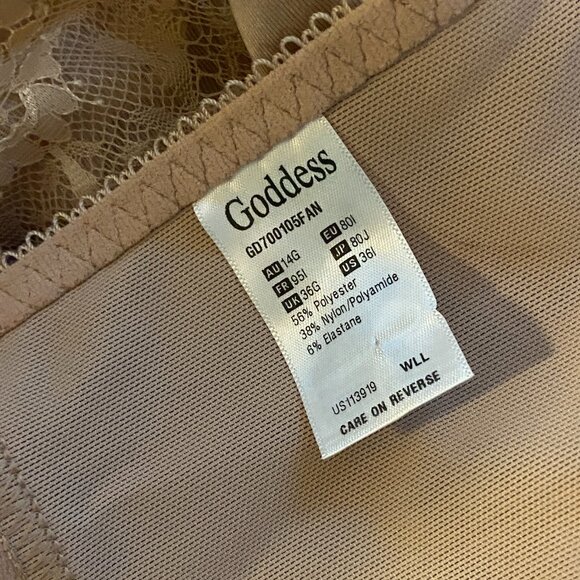 Goddess
GD700105FAN
AU 14G EU 80I
FR 95I JP 80J
UK 36G US 36I
56% Polyester
38% Nylon/Polyamide
6% Elastane
WLL
US113919
CARE ON REVERSE